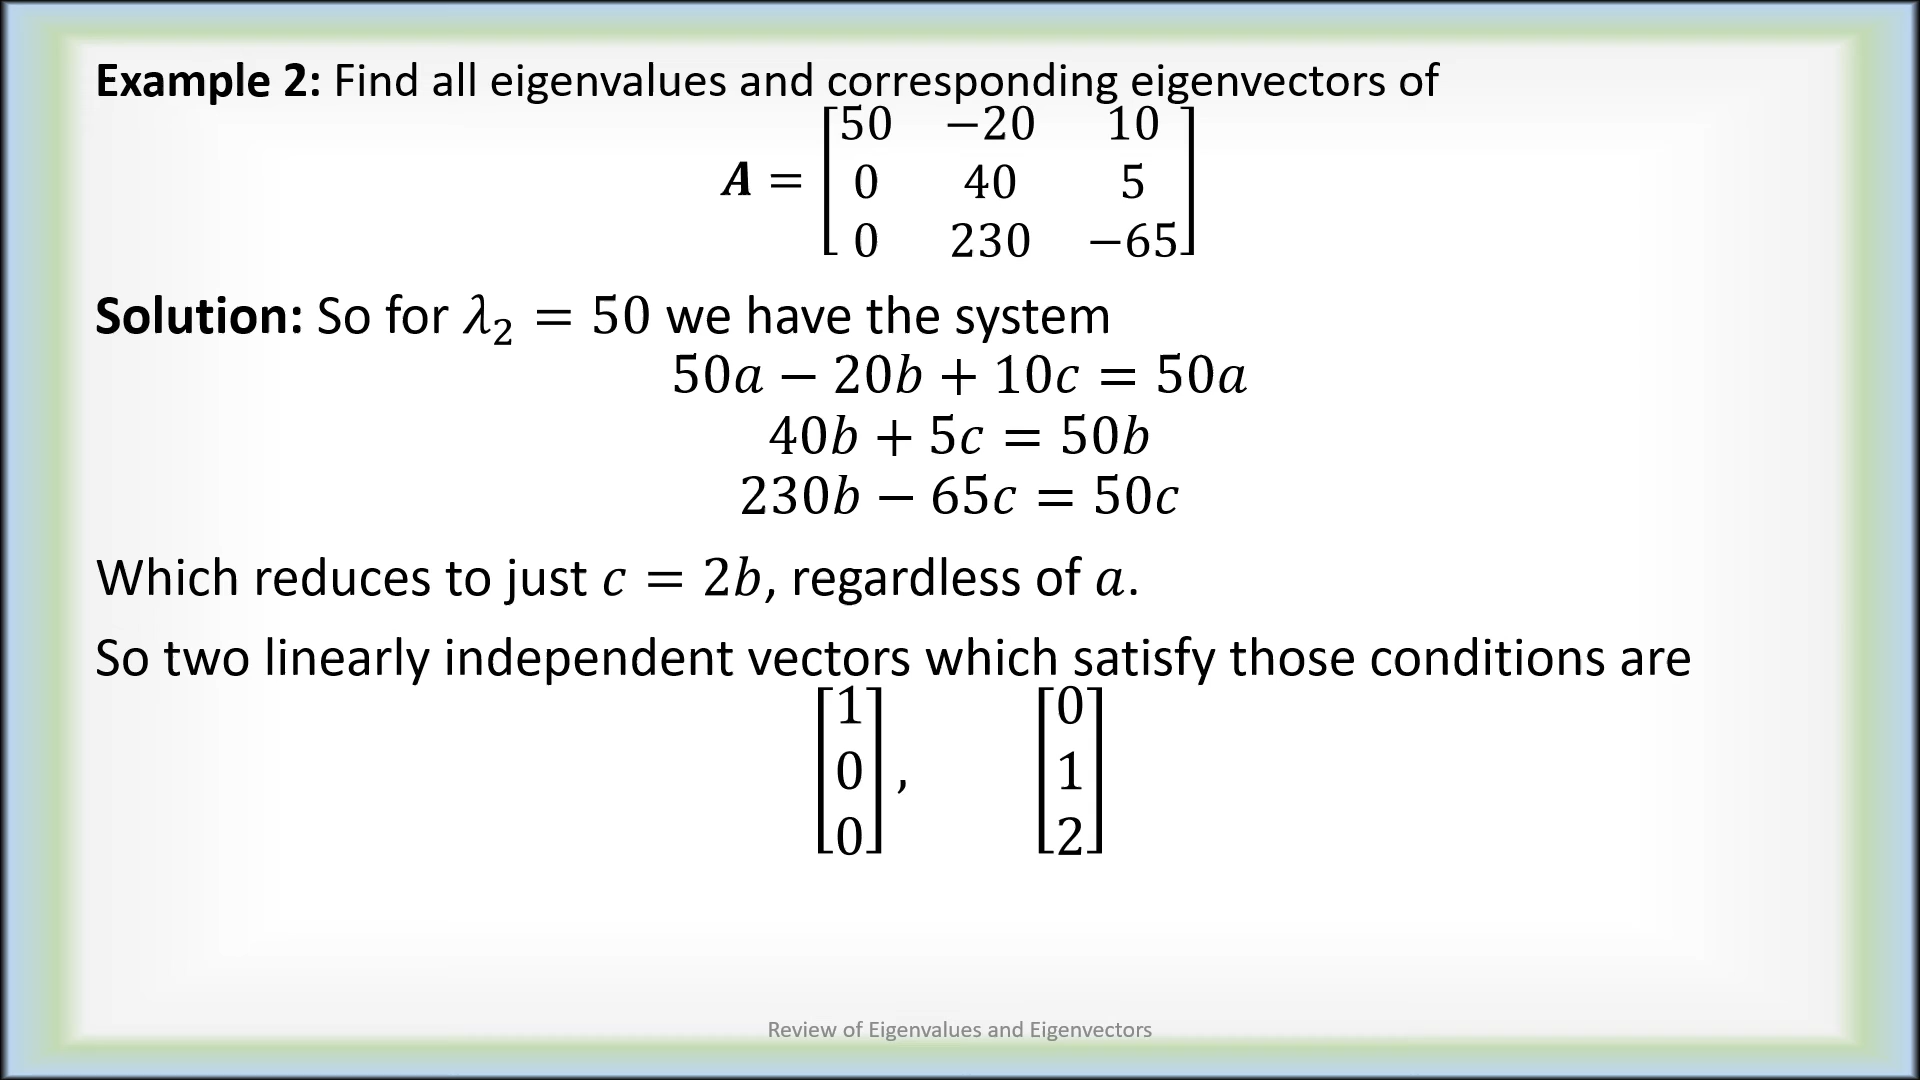 Example 2: Find all eigenvalues and corresponding eigenvectors of
𝑨 = [50 −20 10
0 40 5
0 230 −65]
Solution: So for 𝜆₂ = 50 we have the system
50𝑎 − 20𝑏 + 10𝑐 = 50𝑎
40𝑏 + 5𝑐 = 50𝑏
230𝑏 − 65𝑐 = 50𝑐
Which reduces to just 𝑐 = 2𝑏, regardless of 𝑎.
So two linearly independent vectors which satisfy those conditions are
[1 0 0], [0 1 2]
Review of Eigenvalues and Eigenvectors